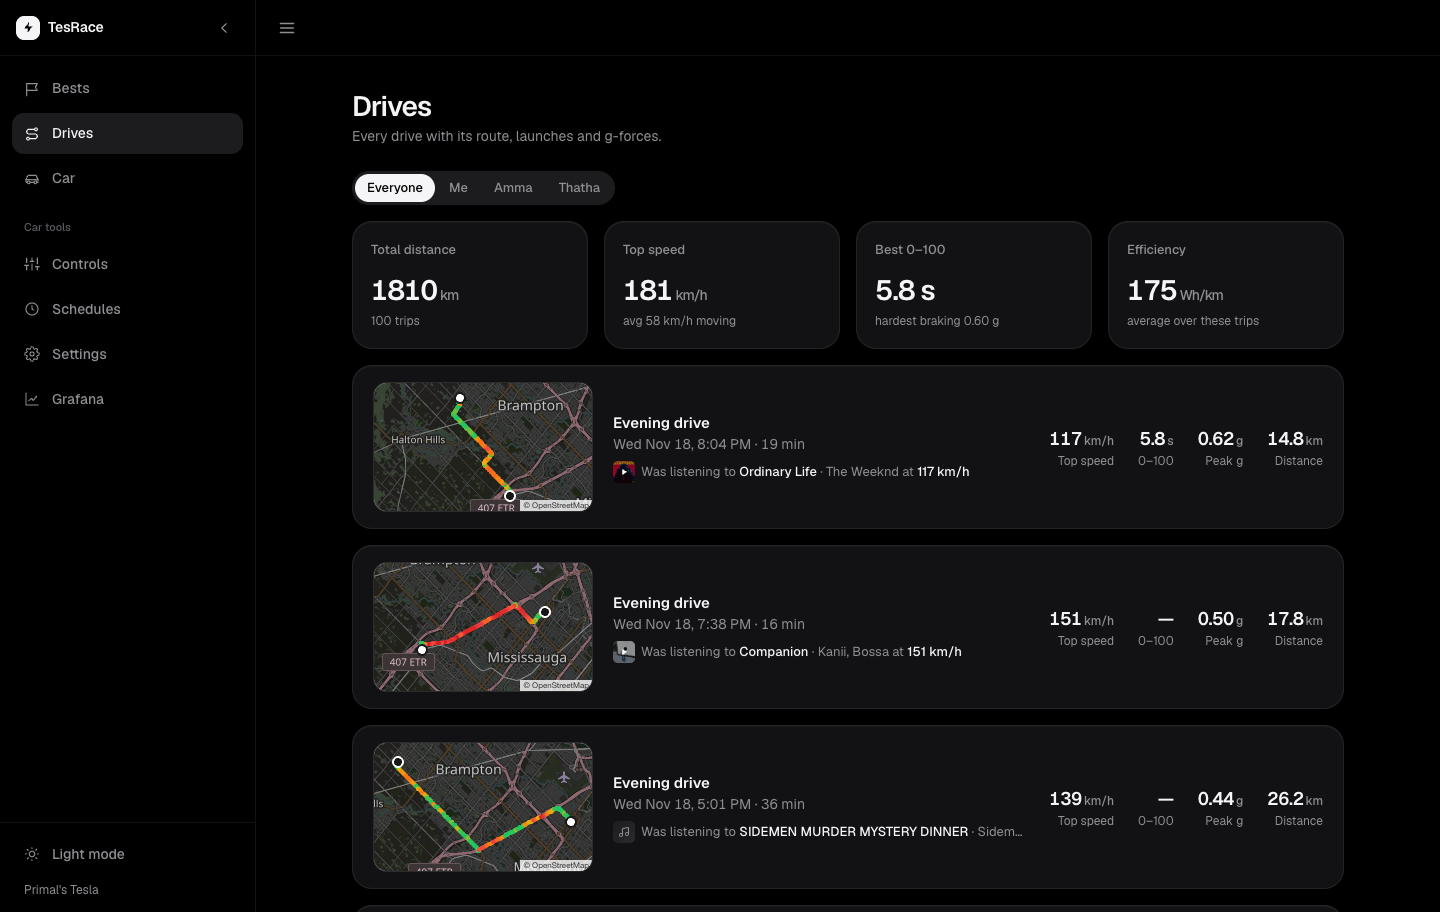 TesRace
Bests
Drives
Car
Car tools
Controls
Schedules
Settings
Grafana
Light mode
Primal's Tesla
Drives
Every drive with its route, launches and g-forces.
Everyone Me Amma Thatha
Total distance
1810 km
100 trips
Top speed
181 km/h
avg 58 km/h moving
Best 0–100
5.8 s
hardest braking 0.60 g
Efficiency
175 Wh/km
average over these trips
Brampton
Halton Hills
407 ETR
© OpenStreetMap
Evening drive
Wed Nov 18, 8:04 PM · 19 min
Was listening to Ordinary Life · The Weeknd at 117 km/h
117 km/h 5.8 s 0.62 g 14.8 km
Top speed 0–100 Peak g Distance
Brampton
407 ETR
Mississauga
© OpenStreetMap
Evening drive
Wed Nov 18, 7:38 PM · 16 min
Was listening to Companion · Kanii, Bossa at 151 km/h
151 km/h — 0.50 g 17.8 km
Top speed 0–100 Peak g Distance
Brampton
lls
407 ETR
© OpenStreetMap
Evening drive
Wed Nov 18, 5:01 PM · 36 min
Was listening to SIDEMEN MURDER MYSTERY DINNER · Sidem...
139 km/h — 0.44 g 26.2 km
Top speed 0–100 Peak g Distance